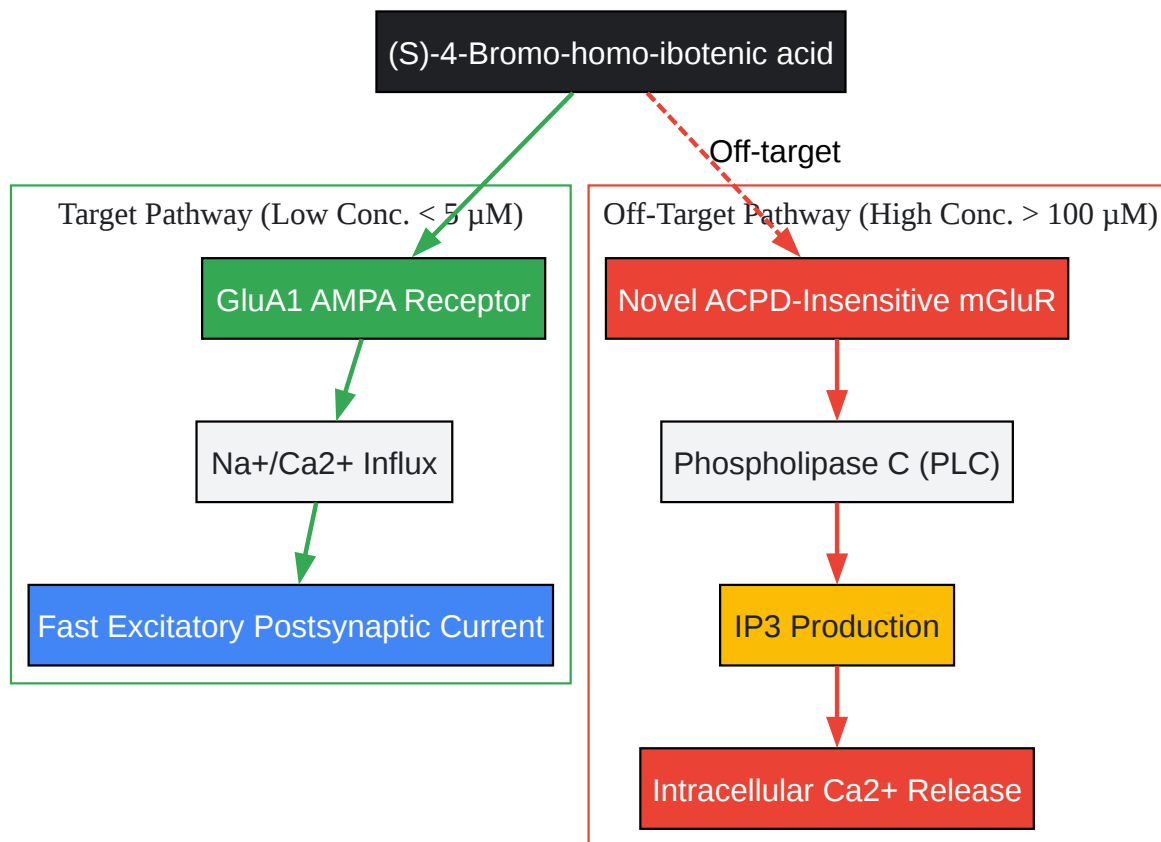 (S)-4-Bromo-homo-ibotenic acid
Off-target
Target Pathway (Low Conc. < 5 µM)
GluA1 AMPA Receptor
Na+/Ca2+ Influx
Fast Excitatory Postsynaptic Current
Off-Target Pathway (High Conc. > 100 µM)
Novel ACPD-Insensitive mGluR
Phospholipase C (PLC)
IP3 Production
Intracellular Ca2+ Release